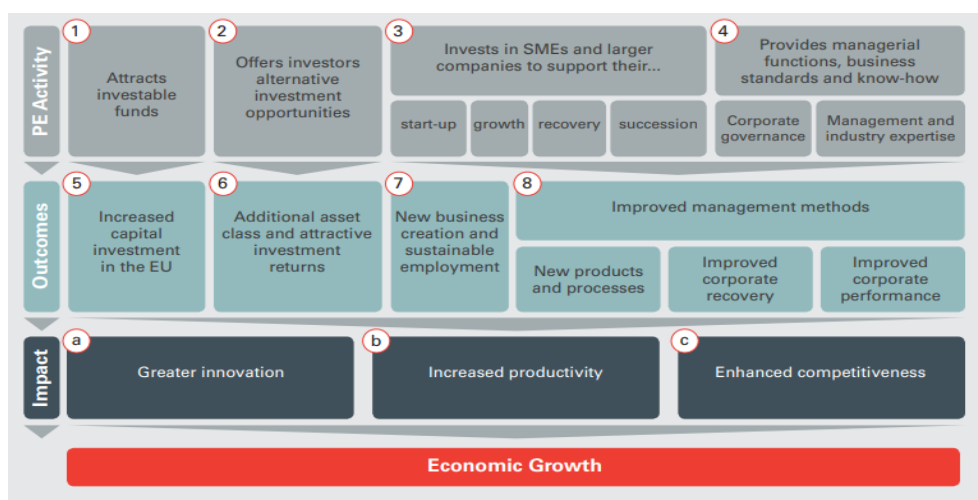 PE Activity
1
Attracts
investable
funds
2
Offers investors
alternative
investment
opportunities
3
Invests in SMEs and larger
companies to support their...
start-up
growth
recovery
succession
4
Provides managerial
functions, business
standards and know-how
Corporate
governance
Management and
industry expertise
Outcomes
5
Increased
capital
investment
in the EU
6
Additional asset
class and attractive
investment
returns
7
New business
creation and
sustainable
employment
8
Improved management methods
New products
and processes
Improved
corporate
recovery
Improved
corporate
performance
Impact
a
Greater innovation
b
Increased productivity
c
Enhanced competitiveness
Economic Growth